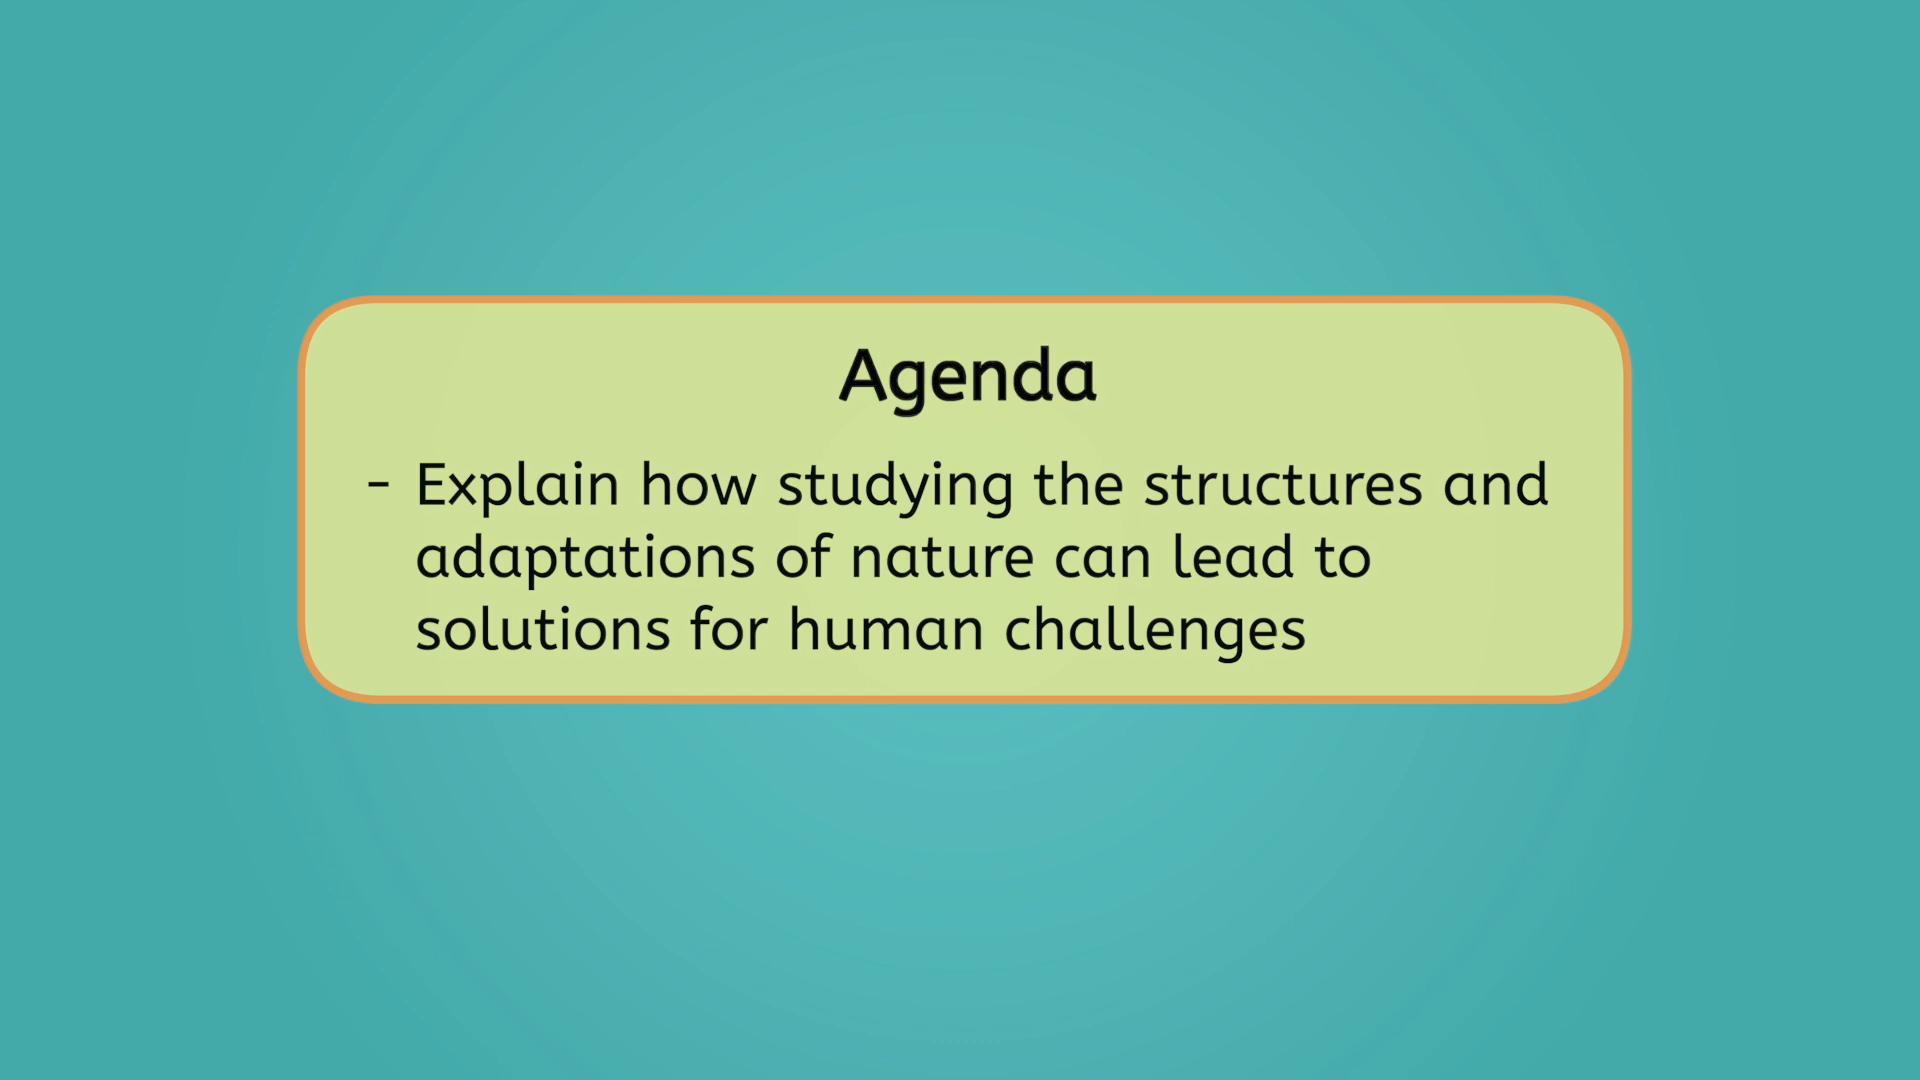 Agenda
- Explain how studying the structures and
adaptations of nature can lead to
solutions for human challenges